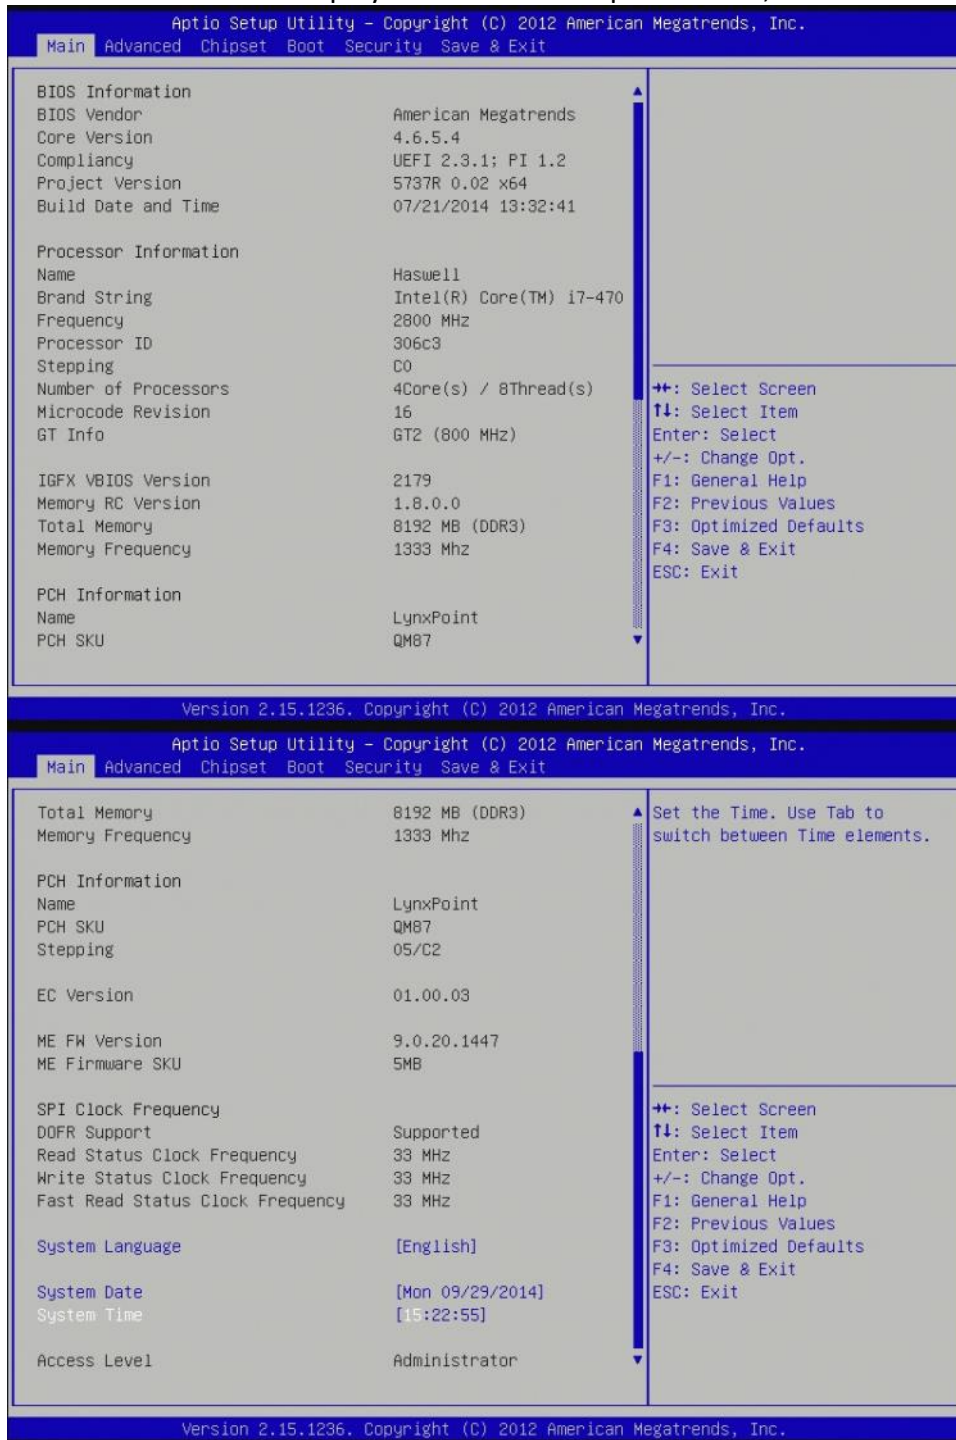 Aptio Setup Utility – Copyright (C) 2012 American Megatrends, Inc.
Main Advanced Chipset Boot Security Save & Exit
BIOS Information
BIOS Vendor American Megatrends
Core Version 4.6.5.4
Compliancy UEFI 2.3.1; PI 1.2
Project Version 5737R 0.02 x64
Build Date and Time 07/21/2014 13:32:41
Processor Information
Name Haswell
Brand String Intel(R) Core(TM) i7-470
Frequency 2800 MHz
Processor ID 306c3
Stepping C0
Number of Processors 4Core(s) / 8Thread(s)
Microcode Revision 16
GT Info GT2 (800 MHz)
IGFX VBIOS Version 2179
Memory RC Version 1.8.0.0
Total Memory 8192 MB (DDR3)
Memory Frequency 1333 Mhz
PCH Information
Name LynxPoint
PCH SKU QM87
→←: Select Screen
↑↓: Select Item
Enter: Select
+/-: Change Opt.
F1: General Help
F2: Previous Values
F3: Optimized Defaults
F4: Save & Exit
ESC: Exit
Version 2.15.1236. Copyright (C) 2012 American Megatrends, Inc.
Aptio Setup Utility – Copyright (C) 2012 American Megatrends, Inc.
Main Advanced Chipset Boot Security Save & Exit
Total Memory 8192 MB (DDR3)
Memory Frequency 1333 Mhz
PCH Information
Name LynxPoint
PCH SKU QM87
Stepping 05/C2
EC Version 01.00.03
ME FW Version 9.0.20.1447
ME Firmware SKU 5MB
SPI Clock Frequency
DOFR Support Supported
Read Status Clock Frequency 33 MHz
Write Status Clock Frequency 33 MHz
Fast Read Status Clock Frequency 33 MHz
System Language [English]
System Date [Mon 09/29/2014]
System Time [15:22:55]
Access Level Administrator
Set the Time. Use Tab to
switch between Time elements.
→←: Select Screen
↑↓: Select Item
Enter: Select
+/-: Change Opt.
F1: General Help
F2: Previous Values
F3: Optimized Defaults
F4: Save & Exit
ESC: Exit
Version 2.15.1236. Copyright (C) 2012 American Megatrends, Inc.